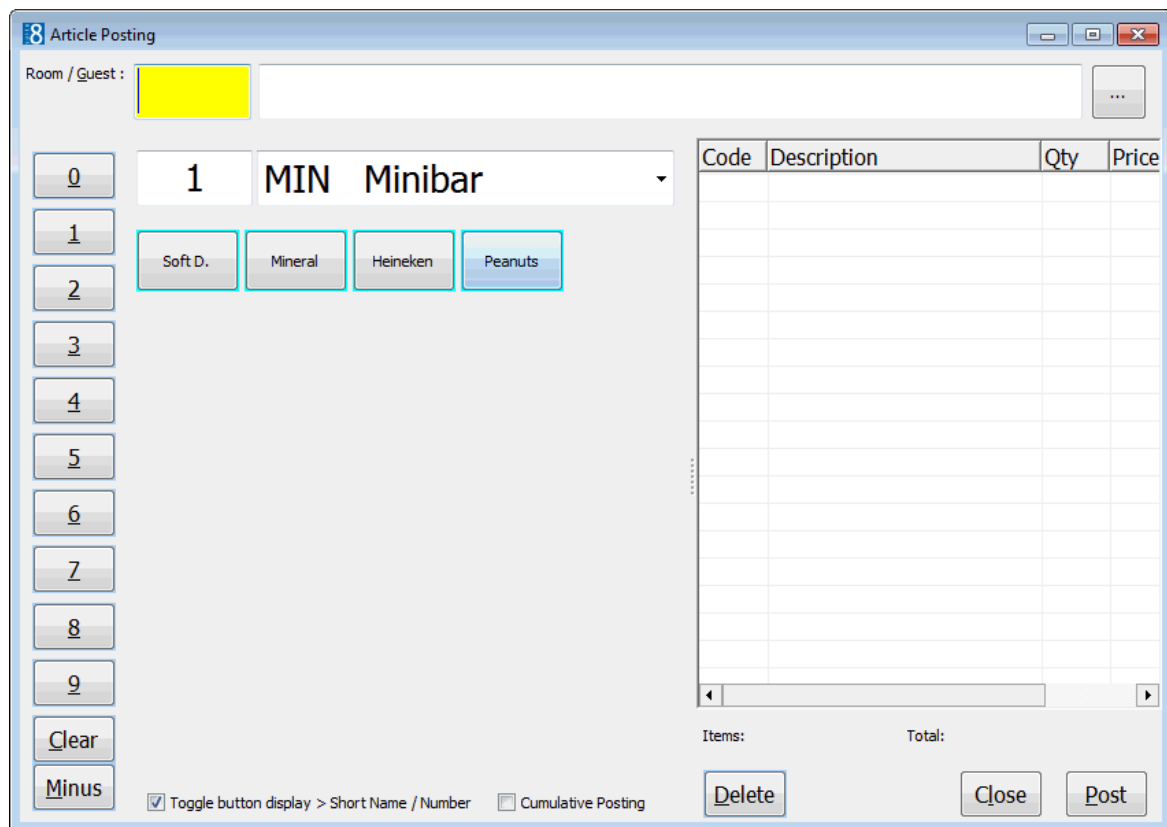 8 Article Posting
Room / Guest :
...
0
1
2
3
4
5
6
7
8
9
Clear
Minus
1 MIN Minibar
Soft D. Mineral Heineken Peanuts
Toggle button display > Short Name / Number Cumulative Posting
Code Description Qty Price
Items: Total:
Delete Close Post